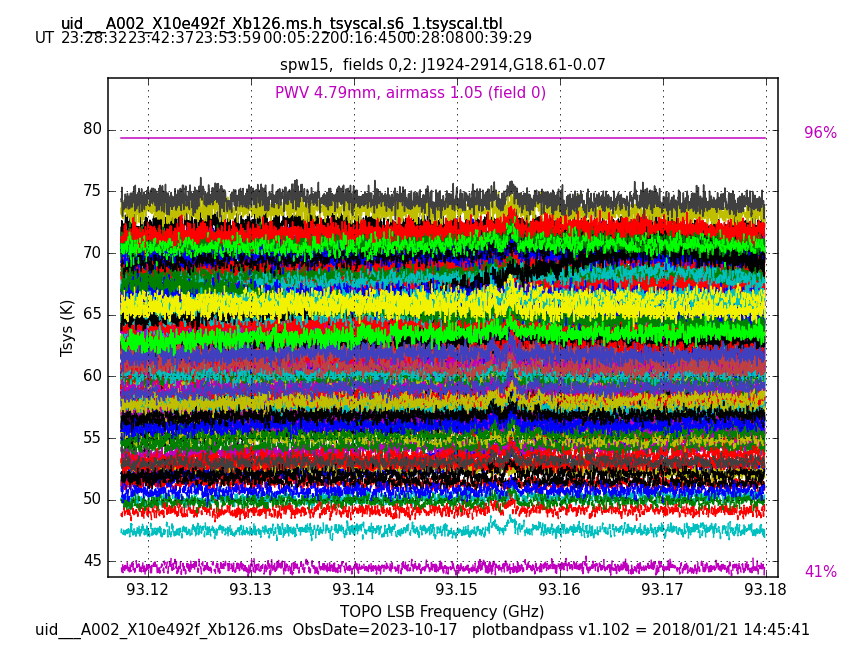 uid___A002_X10e492f_Xb126.ms.h_tsyscal.s6_1.tsyscal.tbl
UT 23:28:32 23:42:37 23:53:59 00:05:22 00:16:45 00:28:08 00:39:29
spw15, fields 0,2: J1924-2914,G18.61-0.07
PWV 4.79mm, airmass 1.05 (field 0)
96%
80
75
70
65
60
55
50
45
Tsys (K)
41%
93.12 93.13 93.14 93.15 93.16 93.17 93.18
TOPO LSB Frequency (GHz)
uid___A002_X10e492f_Xb126.ms ObsDate=2023-10-17 plotbandpass v1.102 = 2018/01/21 14:45:41